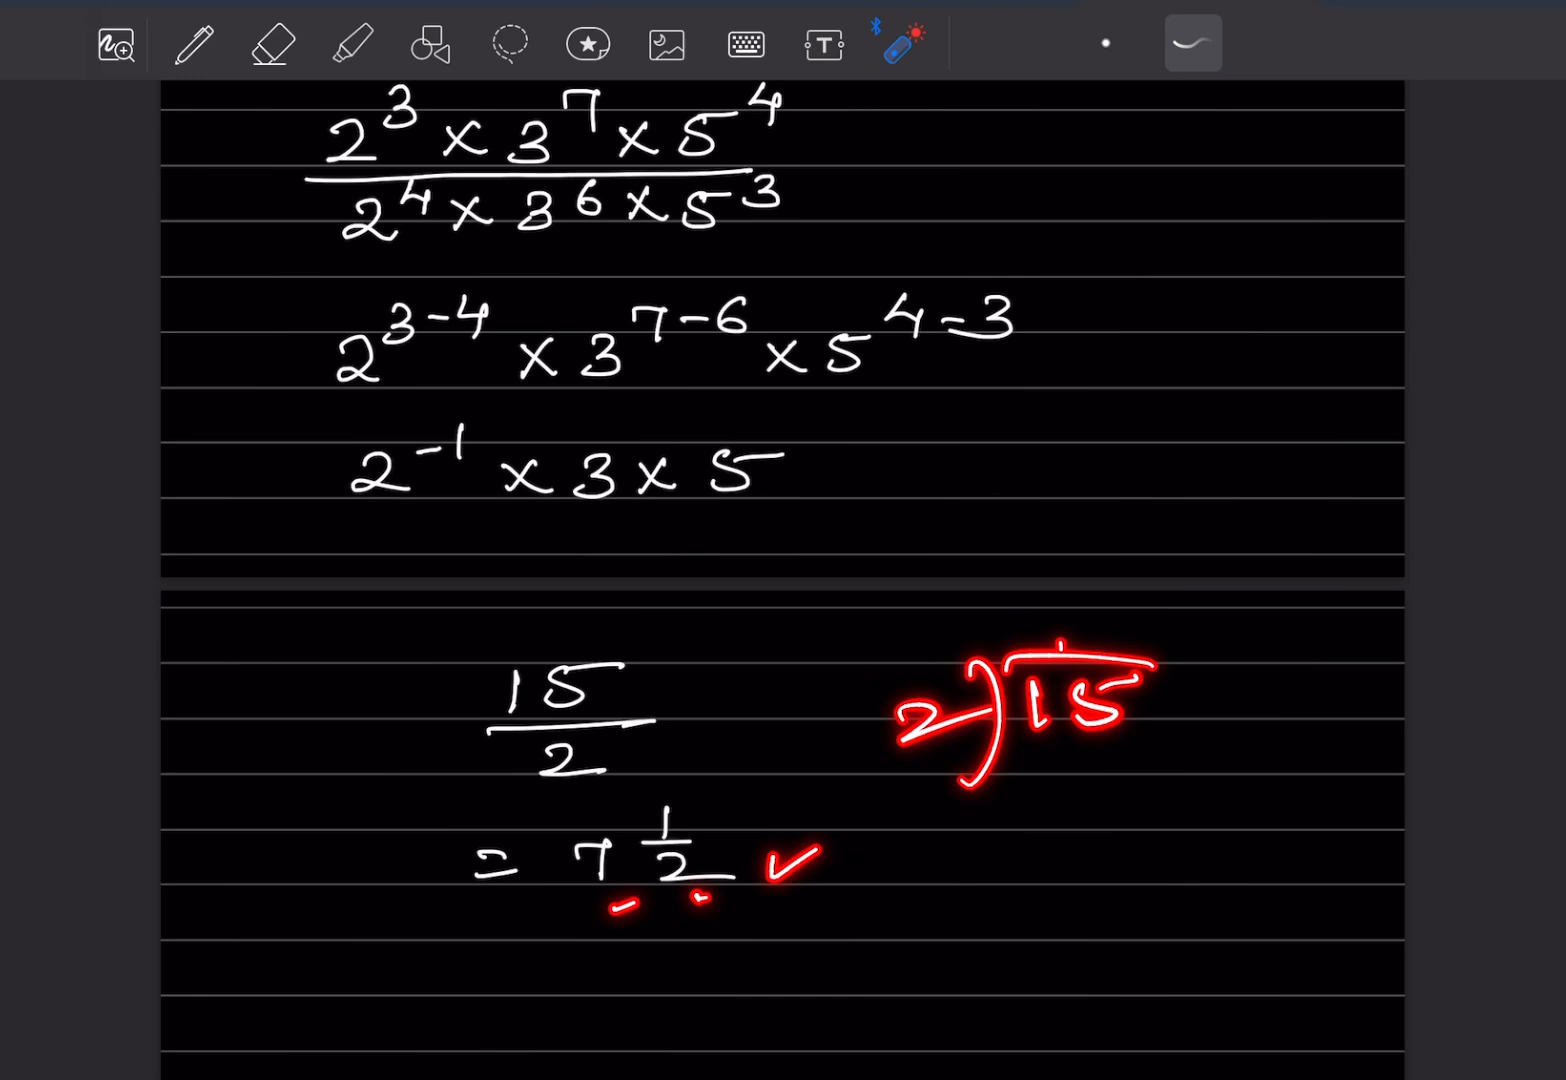 2³ × 3⁷ × 5⁴
2⁴ × 3⁶ × 5³
2³⁻⁴ × 3⁷⁻⁶ × 5⁴⁻³
2⁻¹ × 3 × 5
1
15
2
2)15
= 7 1/2 ✓